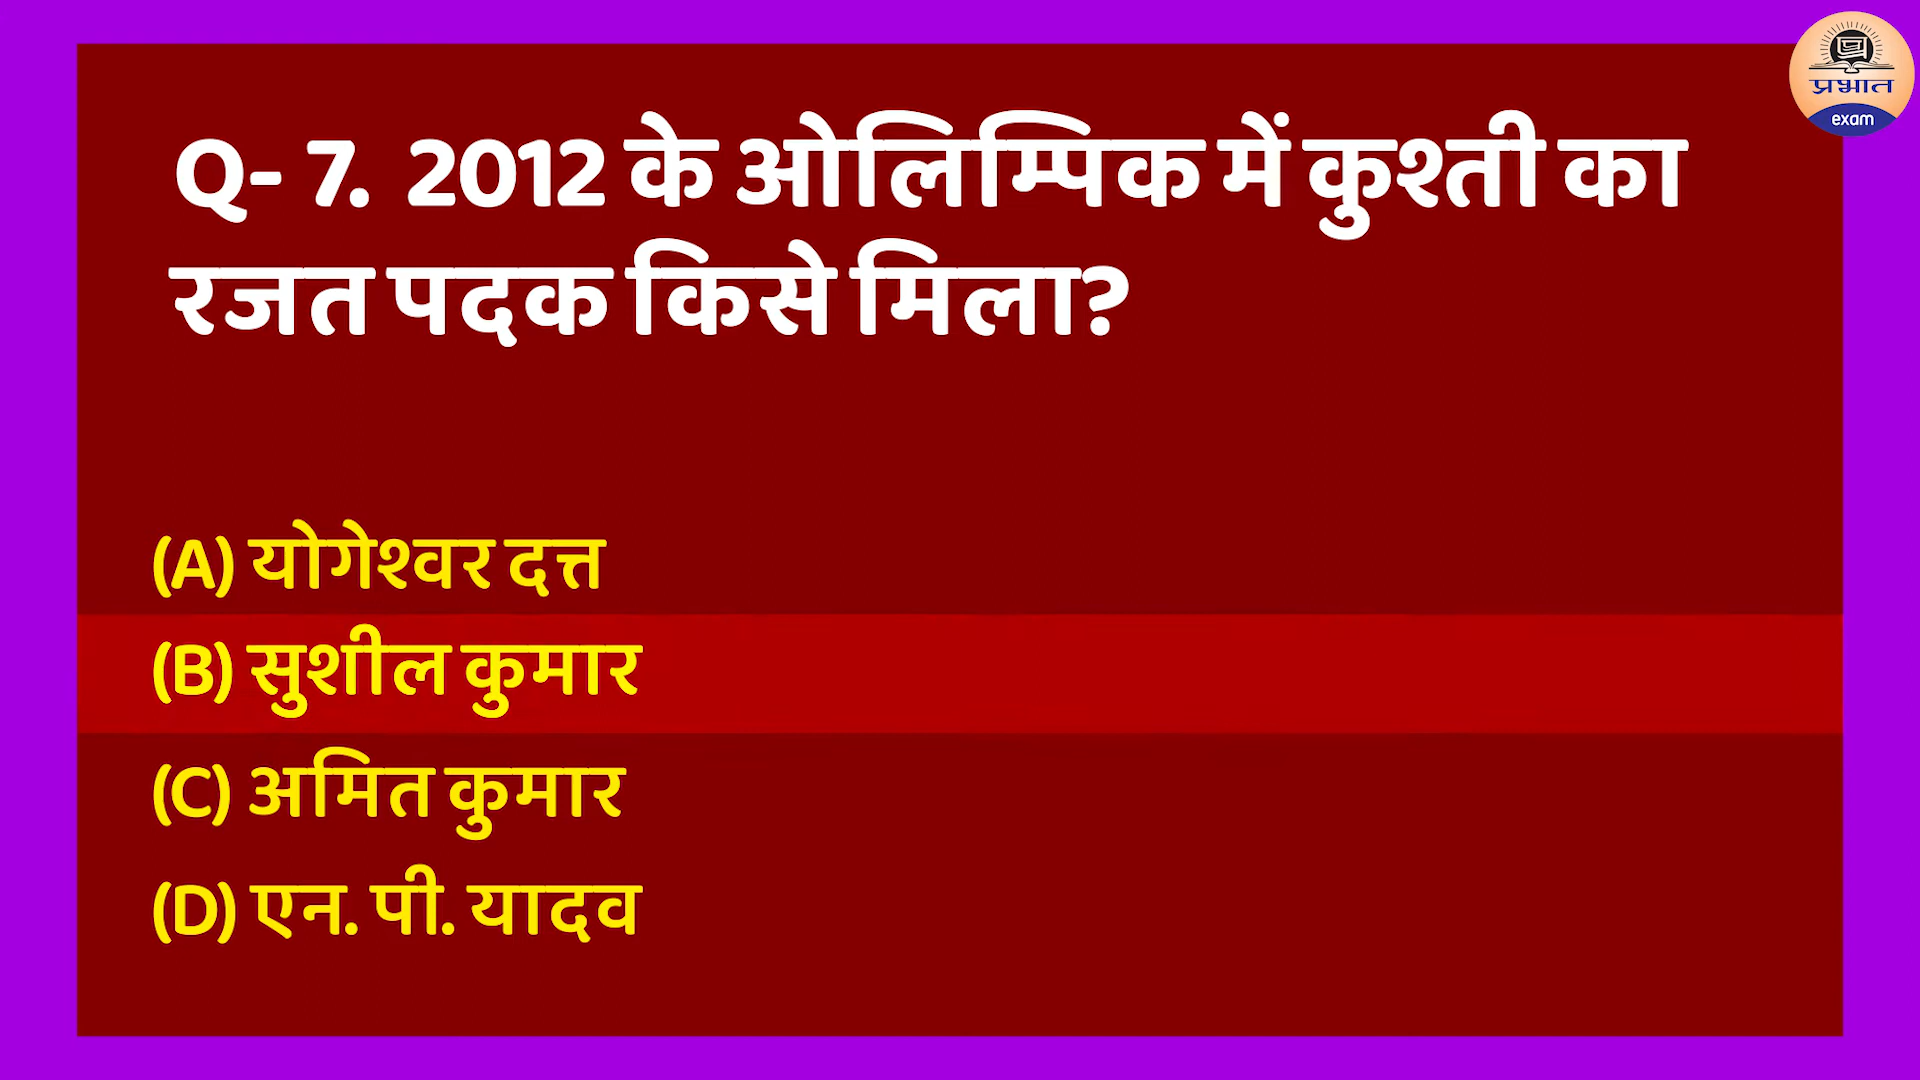 प्रभात
exam
Q- 7. 2012 के ओलिम्पिक में कुश्ती का
रजत पदक किसे मिला?
(A) योगेश्वर दत्त
(B) सुशील कुमार
(C) अमित कुमार
(D) एन. पी. यादव